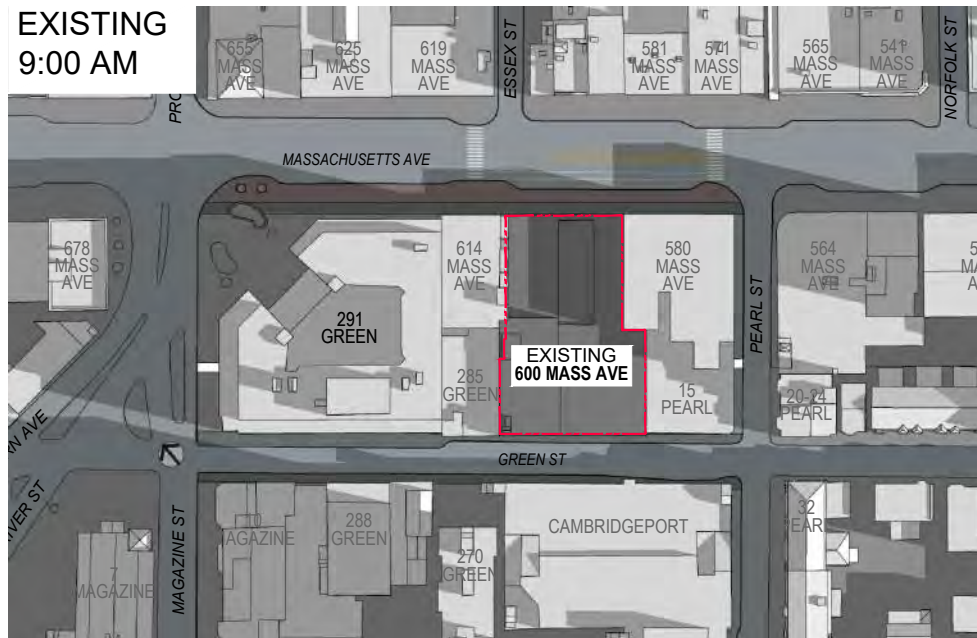 EXISTING
9:00 AM
655
MASS
AVE
625
MASS
AVE
619
MASS
AVE
ESSEX ST
581
MASS
AVE
571
MASS
AVE
565
MASS
AVE
541
MASS
AVE
NORFOLK ST
MASSACHUSETTS AVE
678
MASS
AVE
614
MASS
AVE
580
MASS
AVE
564
MASS
AVE
PEARL ST
291
GREEN
EXISTING
600 MASS AVE
285
GREEN
15
PEARL
20-24
PEARL
GREEN ST
MAGAZINE ST
MAGAZINE
288
GREEN
270
GREEN
CAMBRIDGEPORT
32
7
MAGAZINE